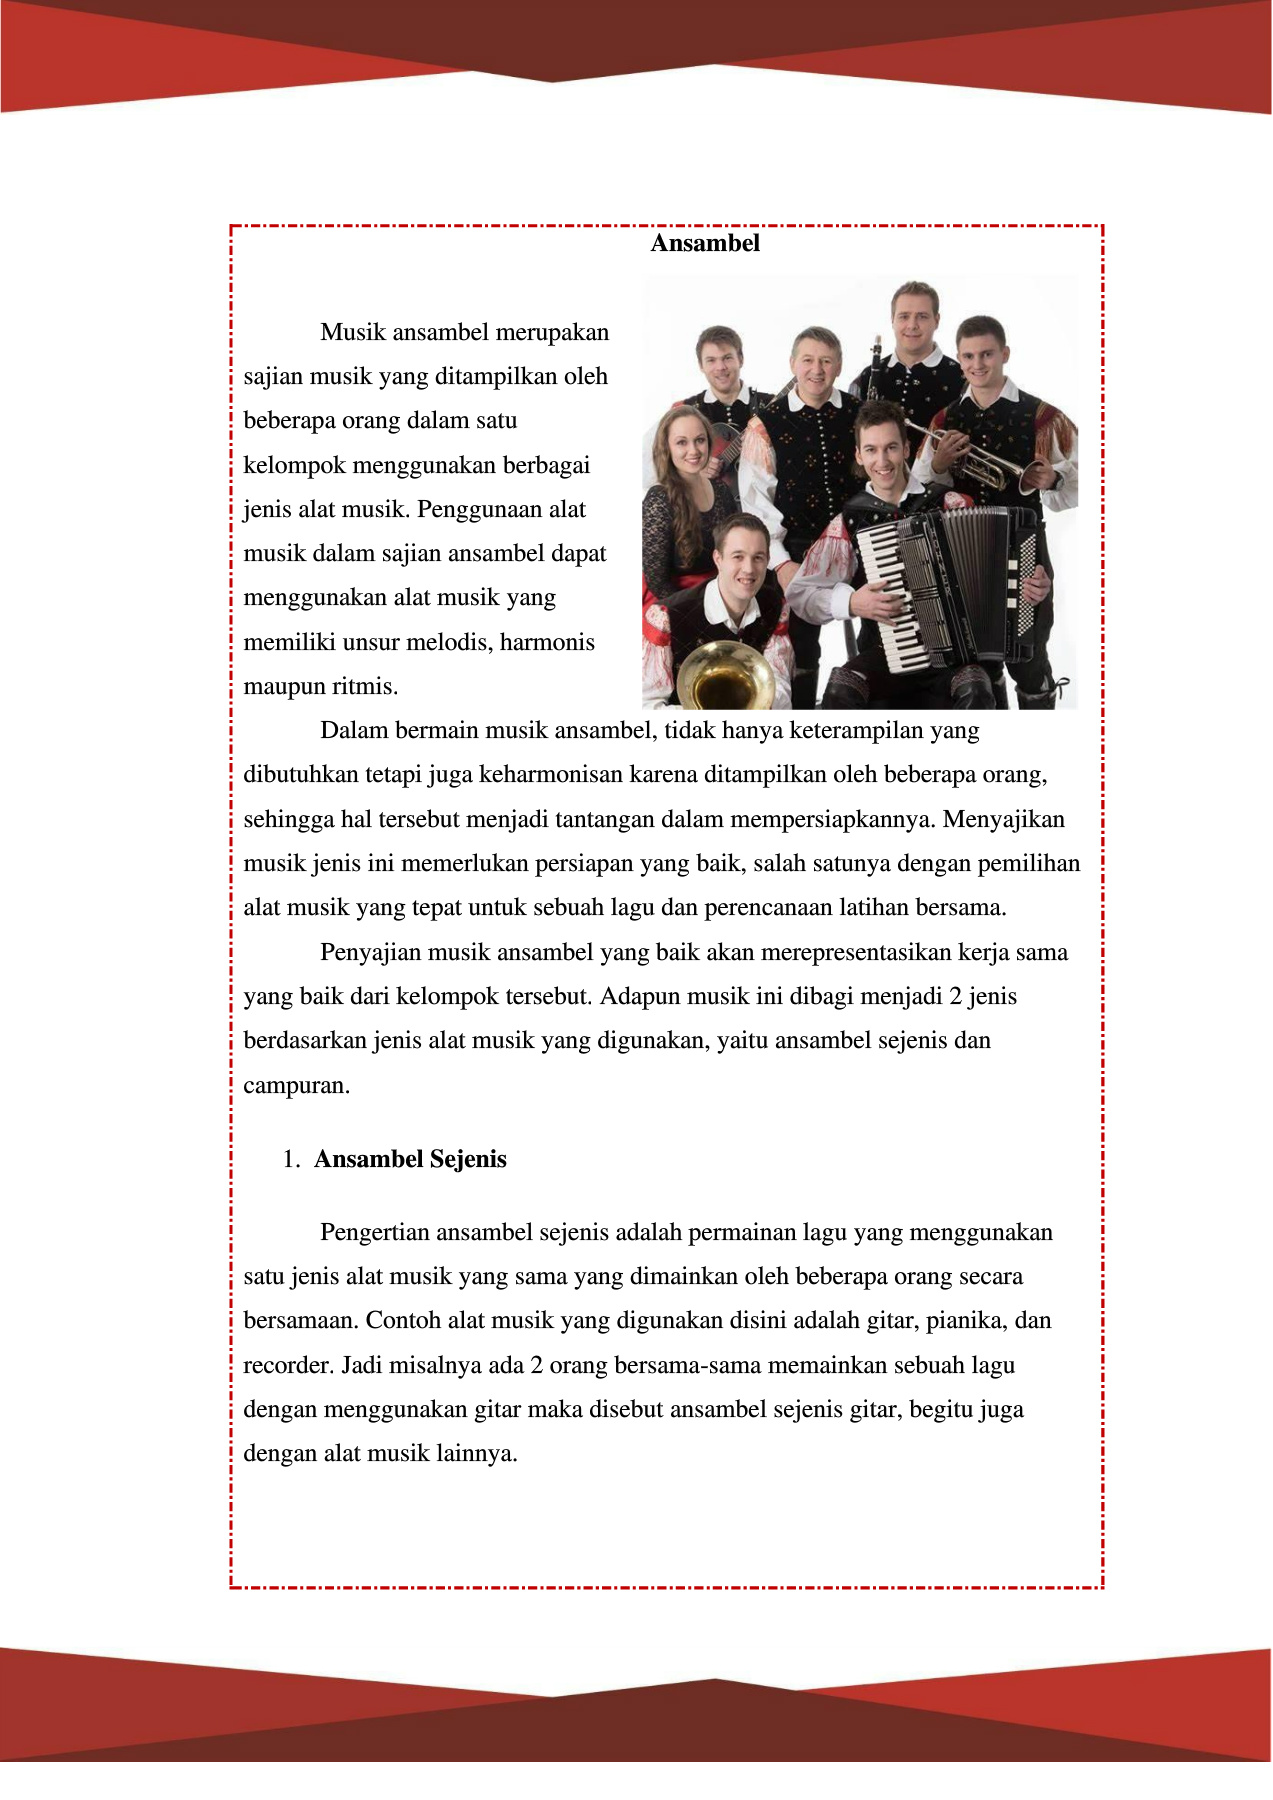 Ansambel
Musik ansambel merupakan
sajian musik yang ditampilkan oleh
beberapa orang dalam satu
kelompok menggunakan berbagai
jenis alat musik. Penggunaan alat
musik dalam sajian ansambel dapat
menggunakan alat musik yang
memiliki unsur melodis, harmonis
maupun ritmis.
Dalam bermain musik ansambel, tidak hanya keterampilan yang
dibutuhkan tetapi juga keharmonisan karena ditampilkan oleh beberapa orang,
sehingga hal tersebut menjadi tantangan dalam mempersiapkannya. Menyajikan
musik jenis ini memerlukan persiapan yang baik, salah satunya dengan pemilihan
alat musik yang tepat untuk sebuah lagu dan perencanaan latihan bersama.
Penyajian musik ansambel yang baik akan merepresentasikan kerja sama
yang baik dari kelompok tersebut. Adapun musik ini dibagi menjadi 2 jenis
berdasarkan jenis alat musik yang digunakan, yaitu ansambel sejenis dan
campuran.
1. Ansambel Sejenis
Pengertian ansambel sejenis adalah permainan lagu yang menggunakan
satu jenis alat musik yang sama yang dimainkan oleh beberapa orang secara
bersamaan. Contoh alat musik yang digunakan disini adalah gitar, pianika, dan
recorder. Jadi misalnya ada 2 orang bersama-sama memainkan sebuah lagu
dengan menggunakan gitar maka disebut ansambel sejenis gitar, begitu juga
dengan alat musik lainnya.